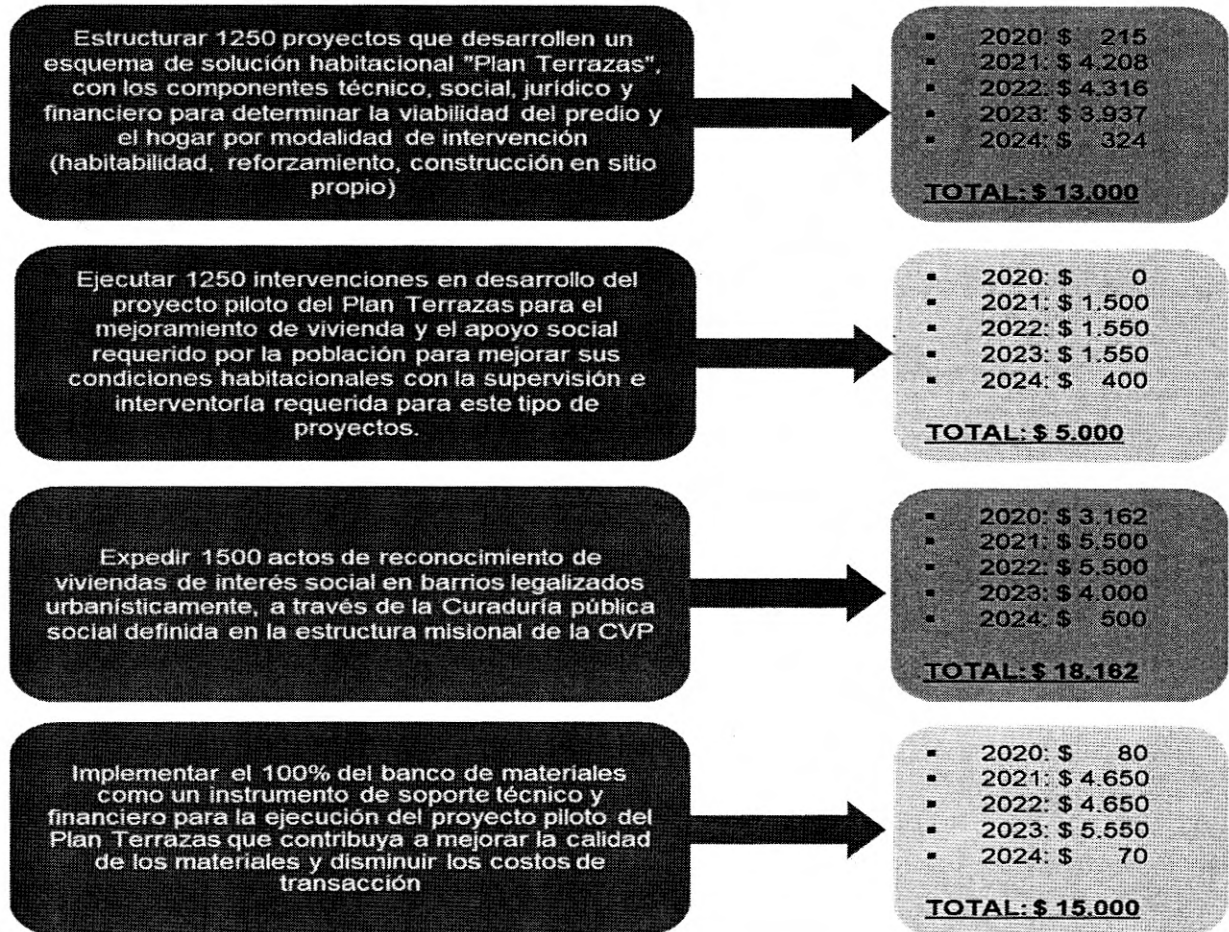 Estructurar 1250 proyectos que desarrollen un
esquema de solución habitacional "Plan Terrazas",
con los componentes técnico, social, jurídico y
financiero para determinar la viabilidad del predio y
el hogar por modalidad de intervención
(habitabilidad, reforzamiento, construcción en sitio
propio)
▪ 2020: $ 215
▪ 2021: $ 4.208
▪ 2022: $ 4.316
▪ 2023: $ 3.937
▪ 2024: $ 324
TOTAL: $ 13.000
Ejecutar 1250 intervenciones en desarrollo del
proyecto piloto del Plan Terrazas para el
mejoramiento de vivienda y el apoyo social
requerido por la población para mejorar sus
condiciones habitacionales con la supervisión e
interventoría requerida para este tipo de
proyectos.
▪ 2020: $ 0
▪ 2021: $ 1.500
▪ 2022: $ 1.550
▪ 2023: $ 1.550
▪ 2024: $ 400
TOTAL: $ 5.000
Expedir 1500 actos de reconocimiento de
viviendas de interés social en barrios legalizados
urbanísticamente, a través de la Curaduría pública
social definida en la estructura misional de la CVP
▪ 2020: $ 3.162
▪ 2021: $ 5.500
▪ 2022: $ 5.500
▪ 2023: $ 4.000
▪ 2024: $ 500
TOTAL: $ 18.162
Implementar el 100% del banco de materiales
como un instrumento de soporte técnico y
financiero para la ejecución del proyecto piloto del
Plan Terrazas que contribuya a mejorar la calidad
de los materiales y disminuir los costos de
transacción
▪ 2020: $ 80
▪ 2021: $ 4.650
▪ 2022: $ 4.650
▪ 2023: $ 5.550
▪ 2024: $ 70
TOTAL: $ 15.000